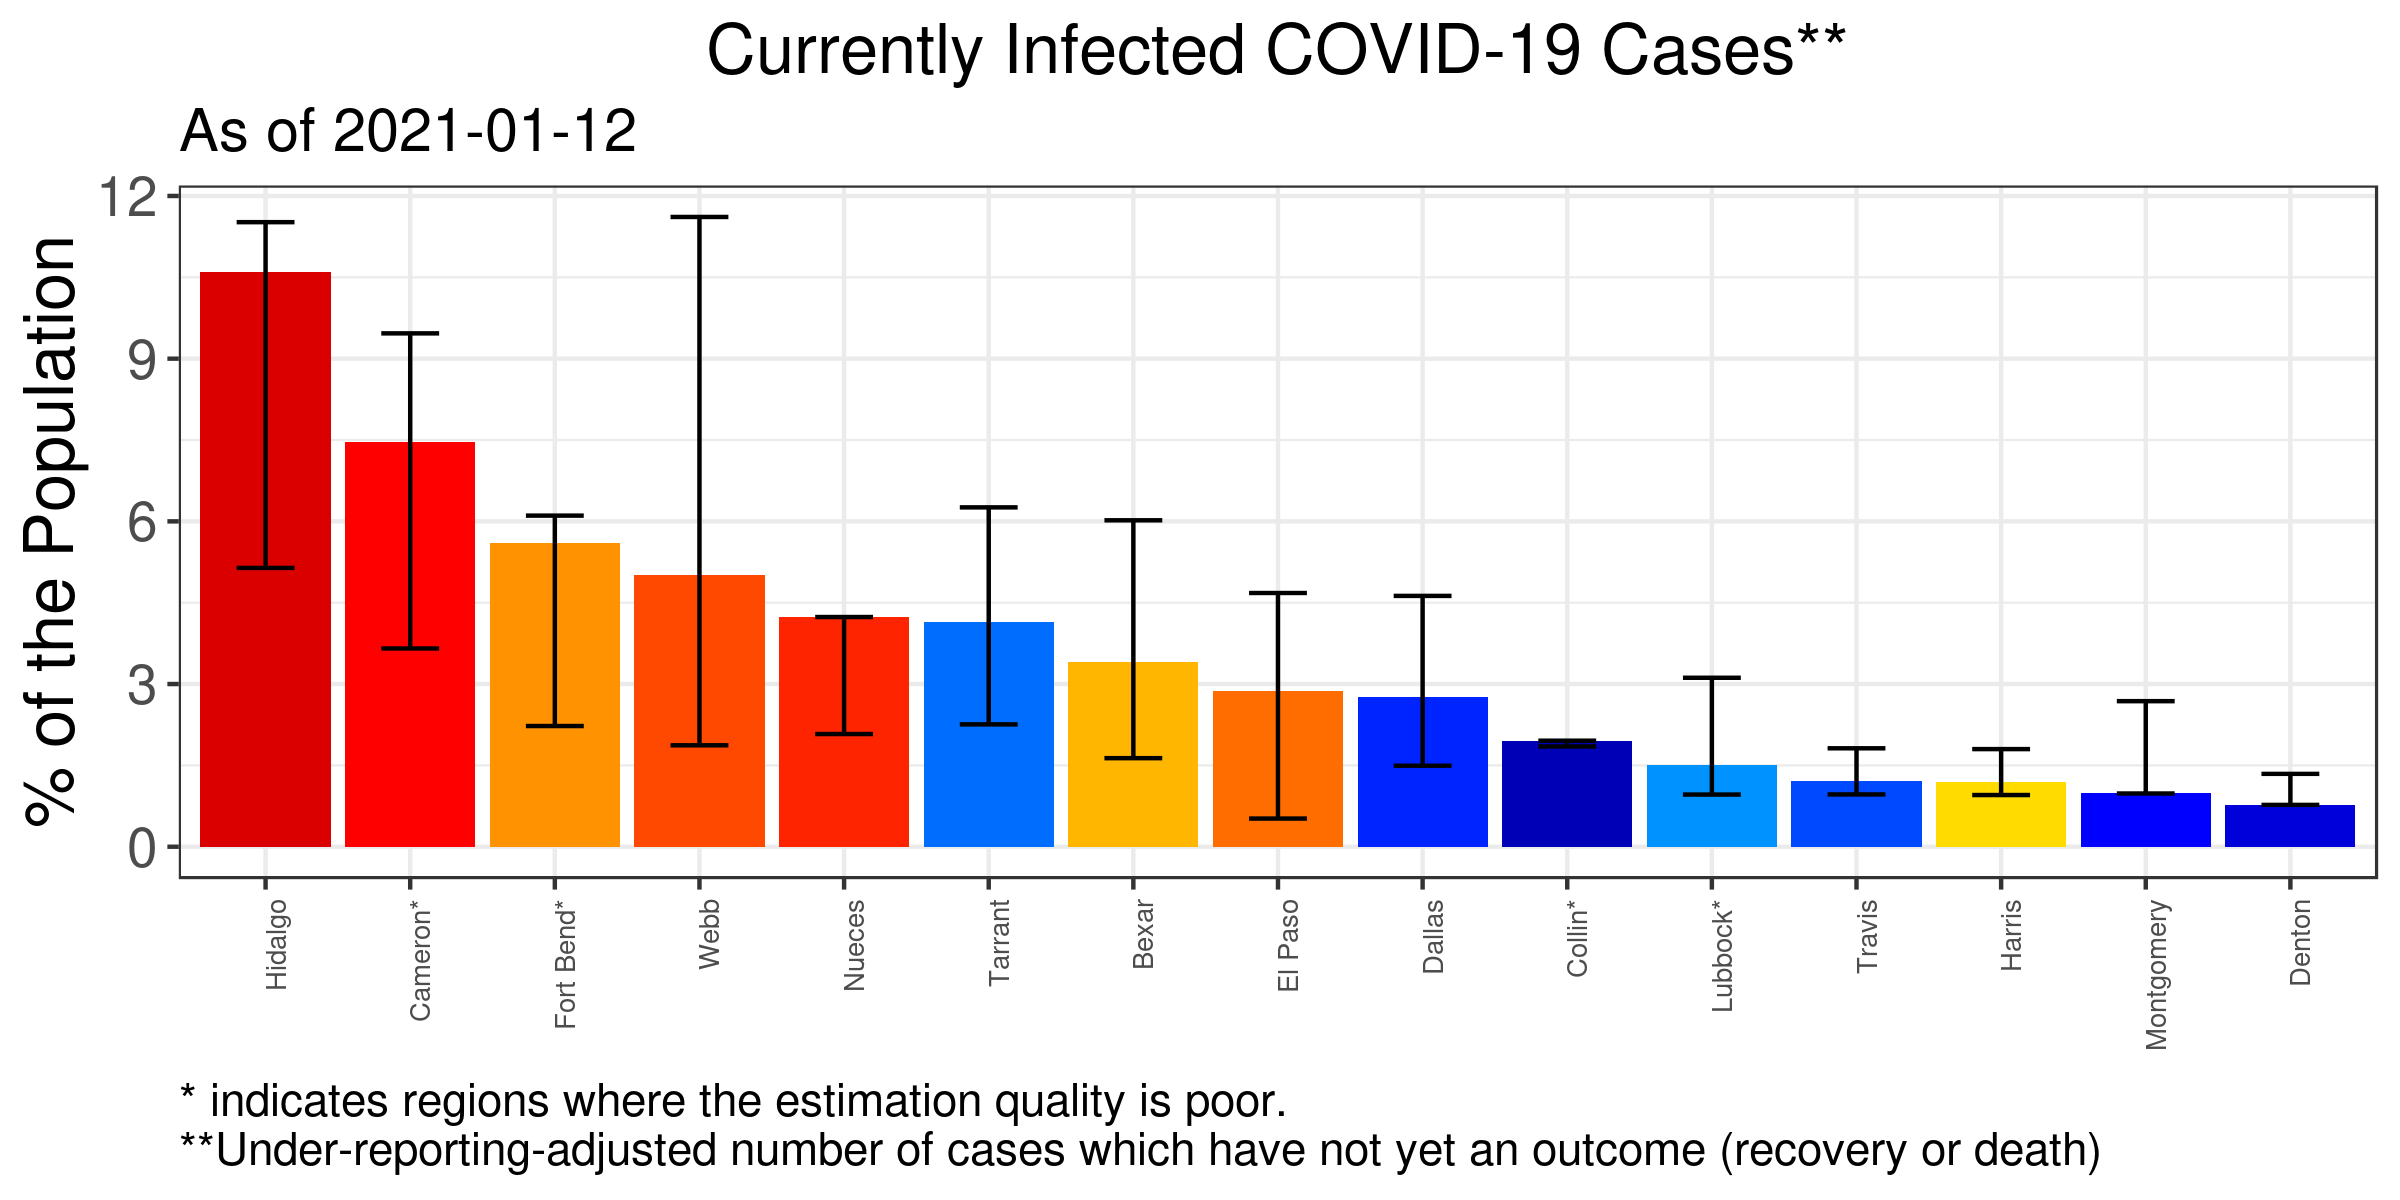 Currently Infected COVID-19 Cases**
As of 2021-01-12
% of the Population
12
9
6
3
0
Hidalgo
Cameron*
Fort Bend*
Webb
Nueces
Tarrant
Bexar
El Paso
Dallas
Collin*
Lubbock*
Travis
Harris
Montgomery
Denton
* indicates regions where the estimation quality is poor.
**Under-reporting-adjusted number of cases which have not yet an outcome (recovery or death)